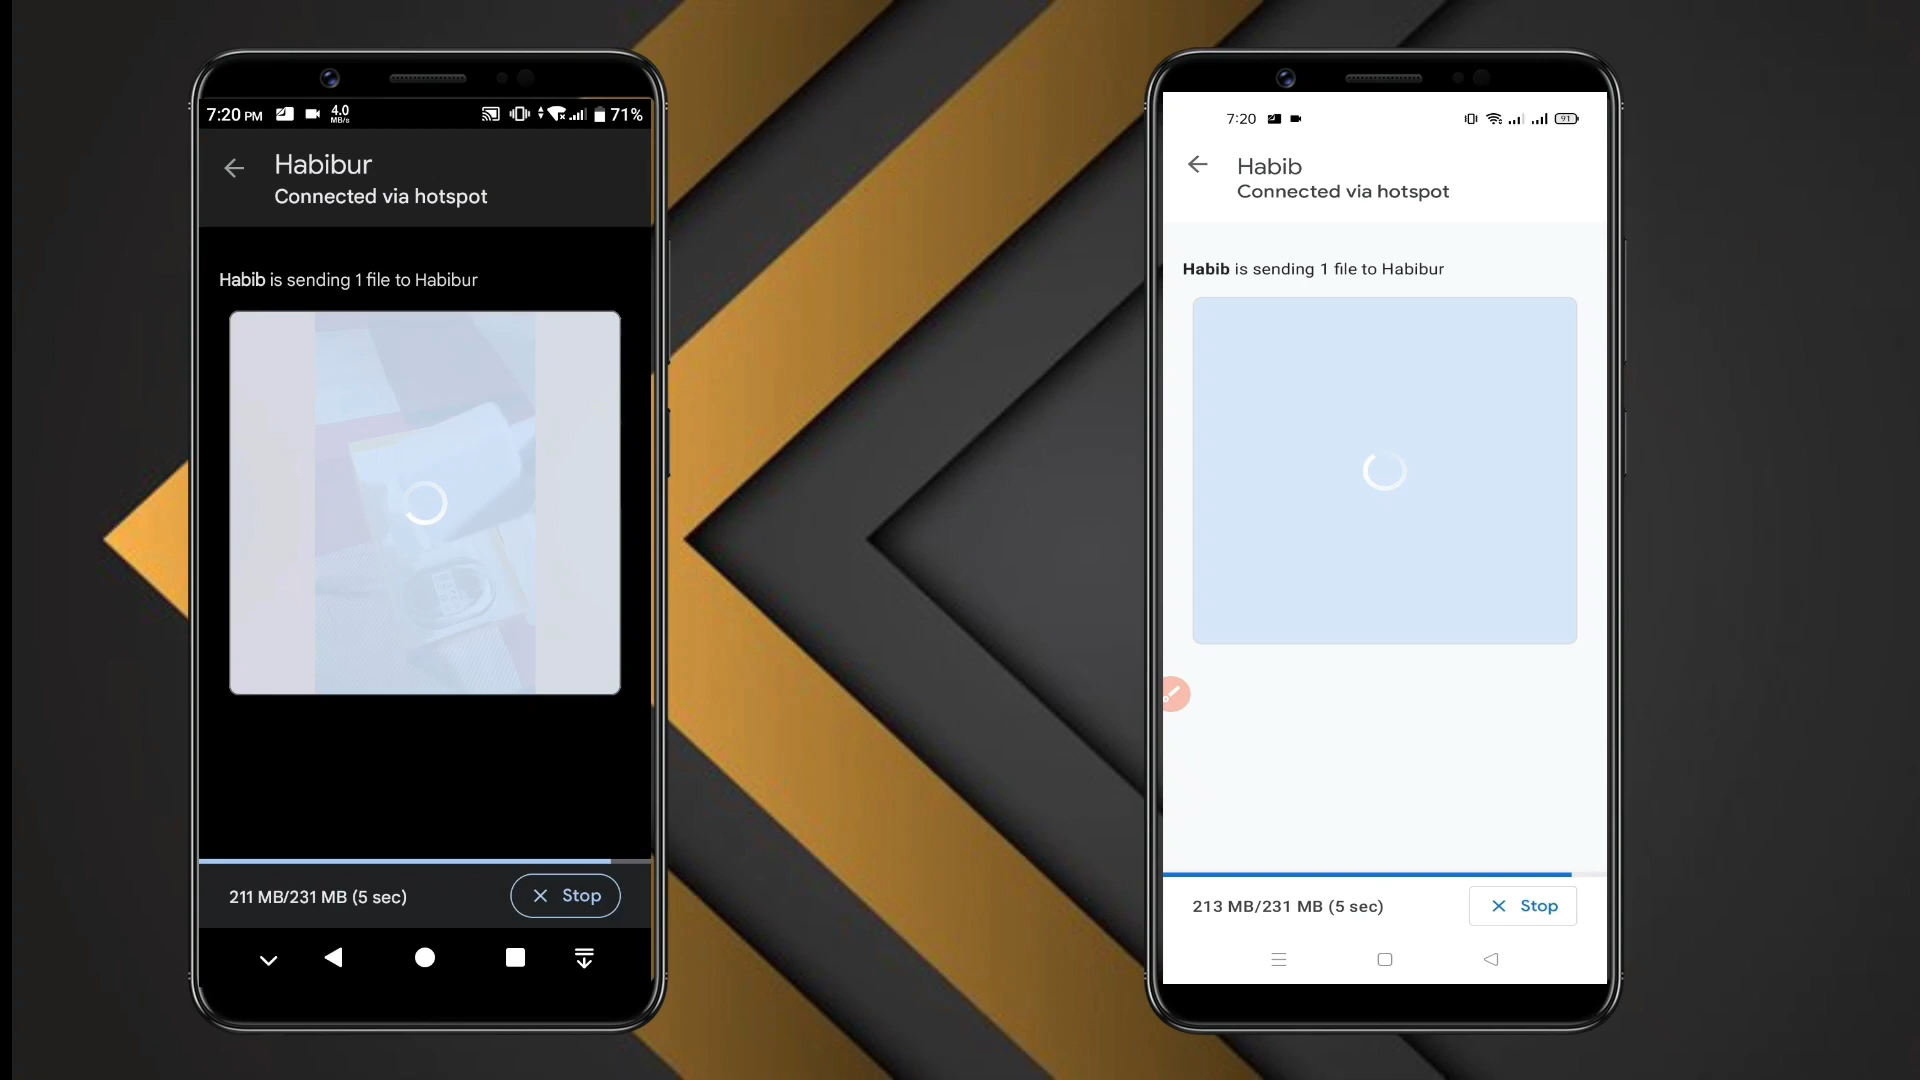 7:20 PM 4.0 MB/s 71%
Habibur
Connected via hotspot
Habib is sending 1 file to Habibur
211 MB/231 MB (5 sec)
Stop
7:20 91
Habib
Connected via hotspot
Habib is sending 1 file to Habibur
213 MB/231 MB (5 sec)
Stop